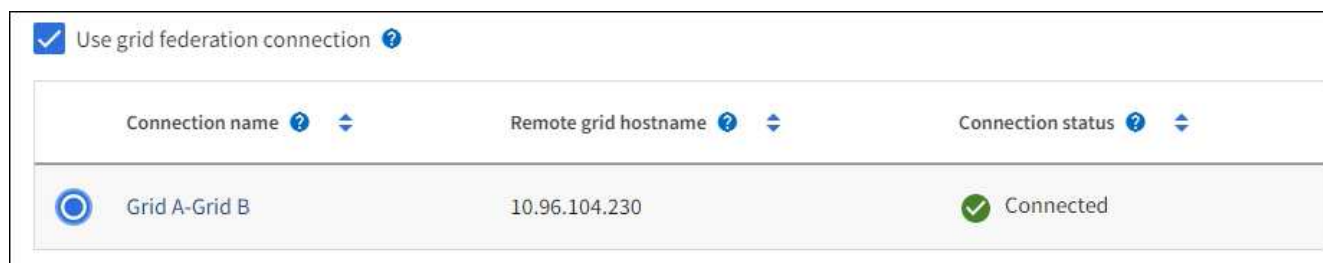 Use grid federation connection ?
Connection name ? Remote grid hostname ? Connection status ?
Grid A-Grid B 10.96.104.230 Connected